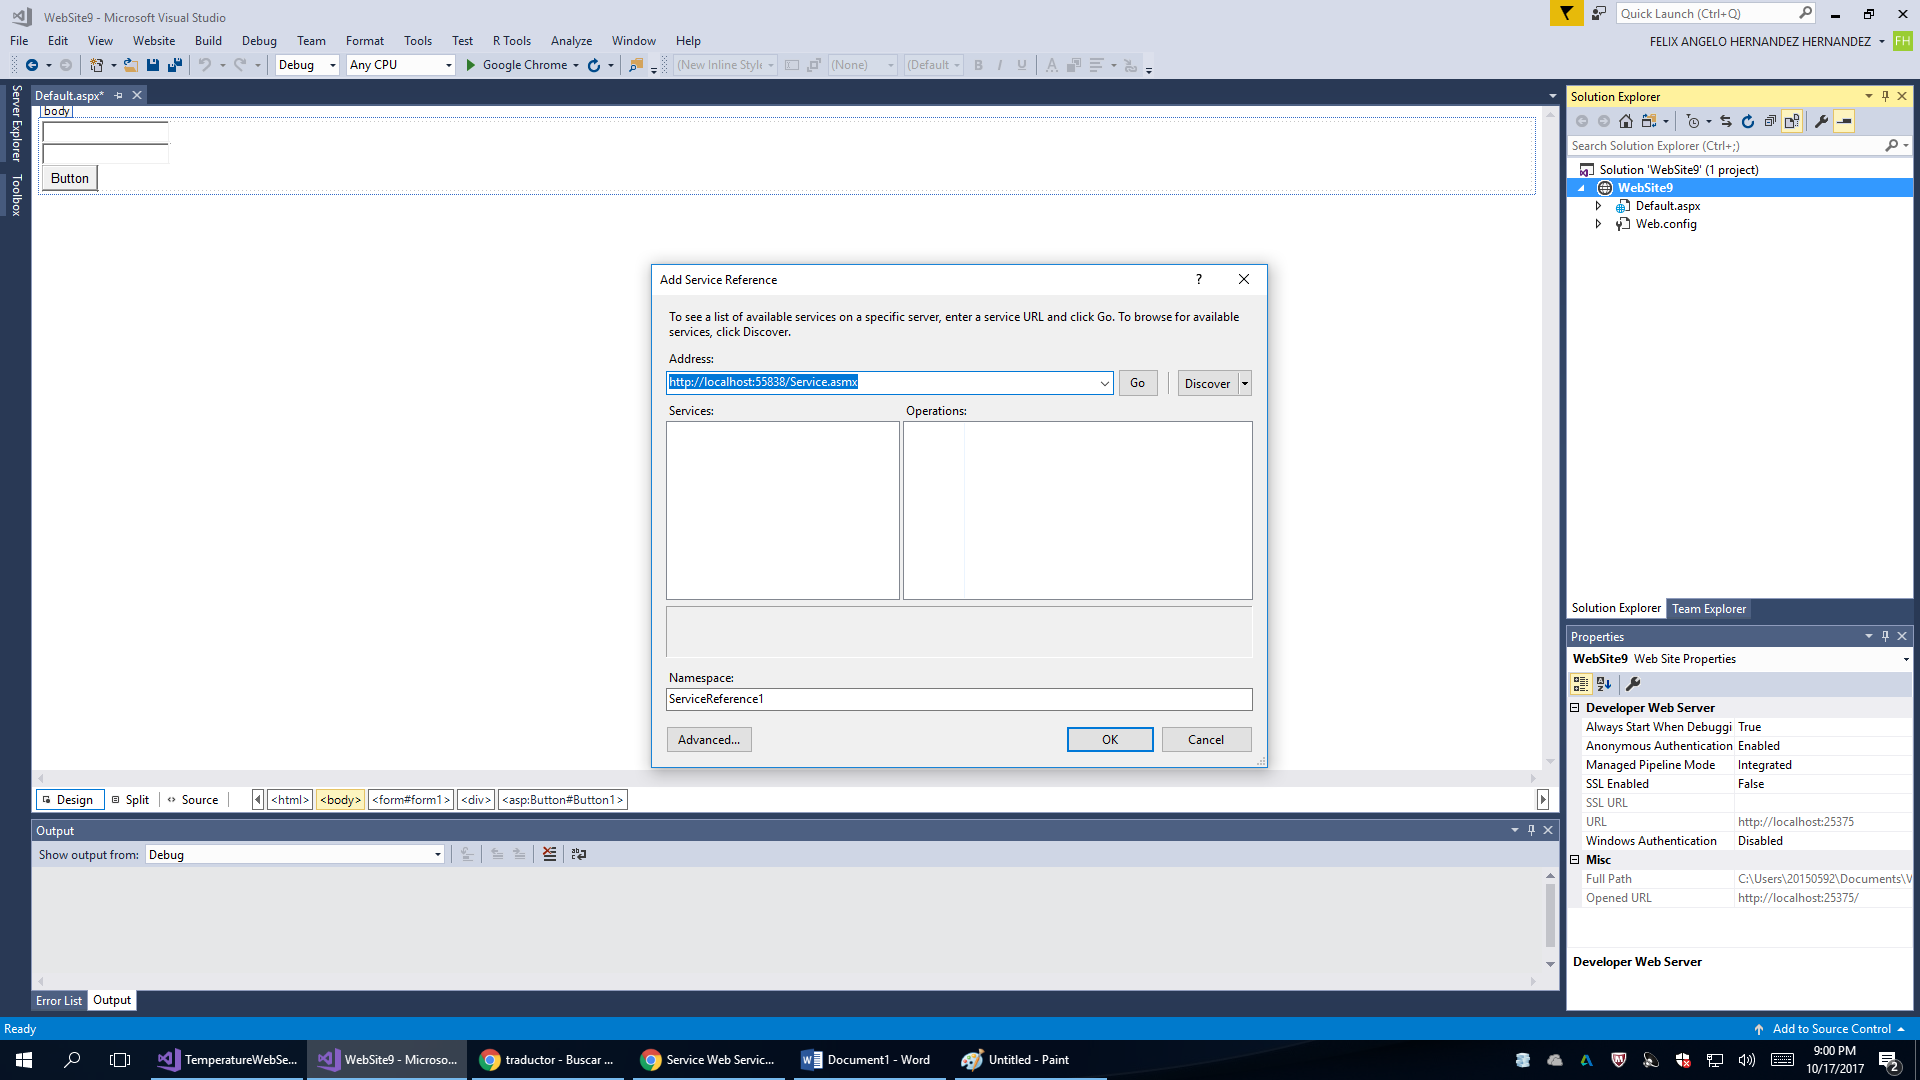 WebSite9 - Microsoft Visual Studio
Quick Launch (Ctrl+Q)
File Edit View Website Build Debug Team Format Tools Test R Tools Analyze Window Help
FELIX ANGELO HERNANDEZ HERNANDEZ FH
Debug Any CPU Google Chrome (New Inline Style (None) (Default B I U A
Server Explorer
Toolbox
Default.aspx*
body
Button
Solution Explorer
Search Solution Explorer (Ctrl+;)
Solution 'WebSite9' (1 project)
WebSite9
Default.aspx
Web.config
Add Service Reference
?
To see a list of available services on a specific server, enter a service URL and click Go. To browse for available
services, click Discover.
Address:
http://localhost:55838/Service.asmx
Go Discover
Services: Operations:
Namespace:
ServiceReference1
Advanced... OK Cancel
Solution Explorer Team Explorer
Properties
WebSite9 Web Site Properties
Developer Web Server
Always Start When Debuggi True
Anonymous Authentication Enabled
Managed Pipeline Mode Integrated
SSL Enabled False
SSL URL
URL http://localhost:25375
Windows Authentication Disabled
Misc
Full Path C:\Users\20150592\Documents\V
Opened URL http://localhost:25375/
Developer Web Server
Design Split Source <html> <body> <form#form1> <div> <asp:Button#Button1>
Output
Show output from: Debug
Error List Output
Ready
Add to Source Control
TemperatureWebSe... WebSite9 - Microso... traductor - Buscar ... Service Web Servic... Document1 - Word Untitled - Paint
9:00 PM
10/17/2017
2